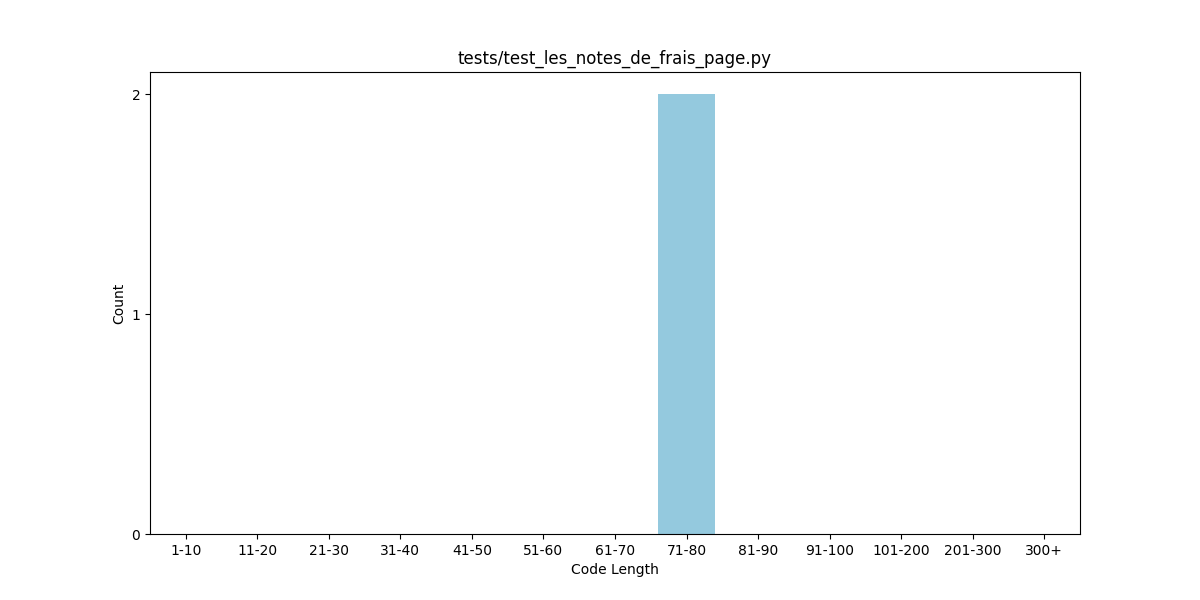 tests/test_les_notes_de_frais_page.py
2
1
0
Count
1-10 11-20 21-30 31-40 41-50 51-60 61-70 71-80 81-90 91-100 101-200 201-300 300+
Code Length